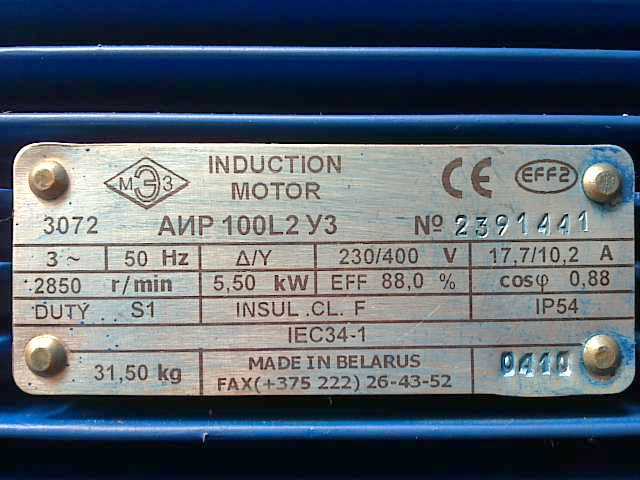 МЭЗ
INDUCTION
MOTOR
CE
EFF2
3072 АИР 100L2 У3 № 2391441
3~ 50 Hz Δ/Y 230/400 V 17,7/10,2 A
2850 r/min 5,50 kW EFF 88,0 % cosφ 0,88
DUTY S1 INSUL .CL. F IP54
IEC34-1
31,50 kg
MADE IN BELARUS
FAX(+375 222) 26-43-52
0410